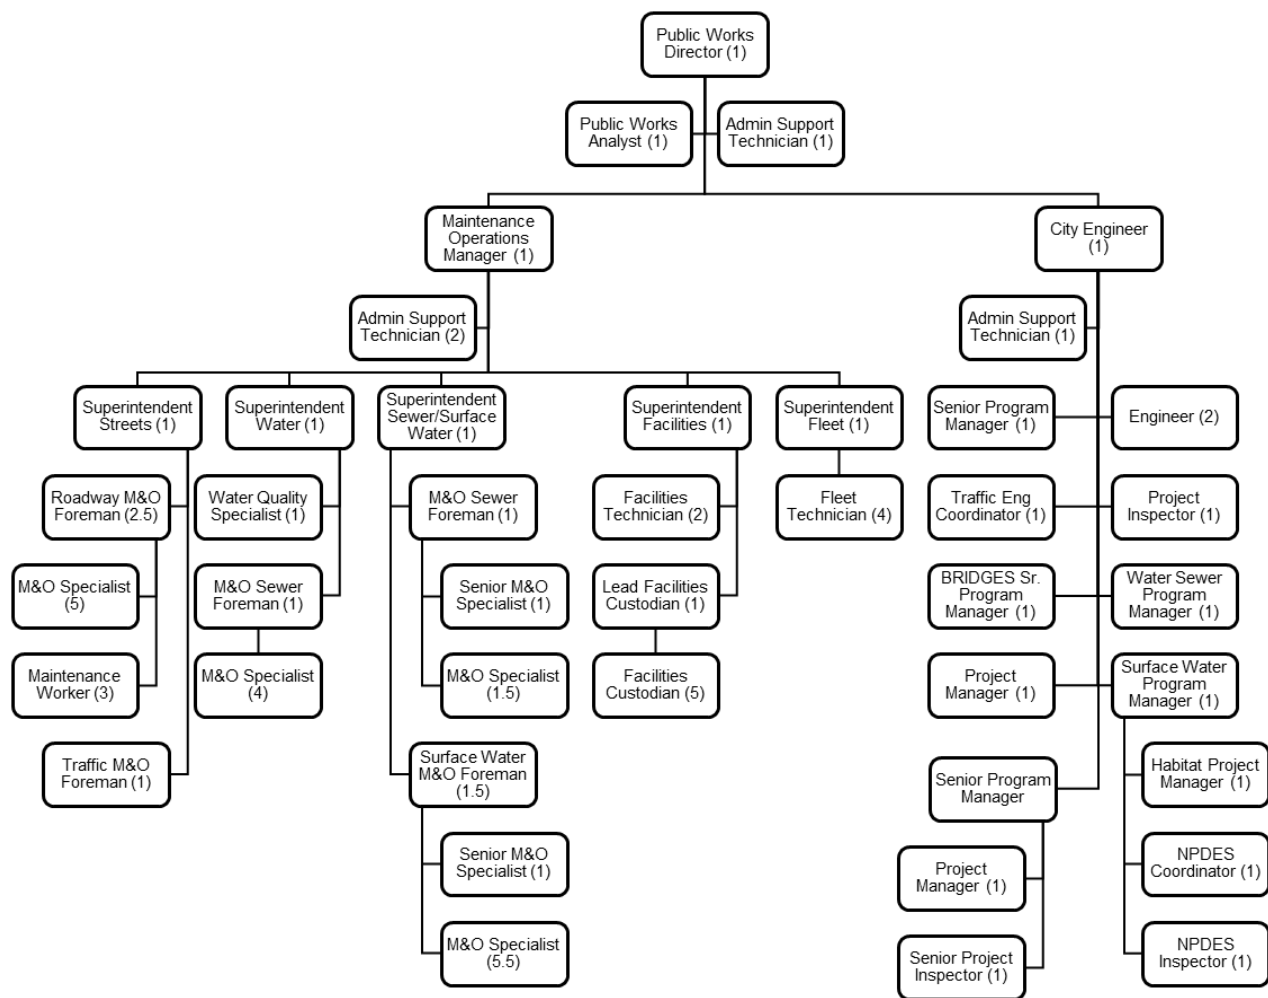 Public Works
Director (1)
Public Works
Analyst (1)
Admin Support
Technician (1)
Maintenance
Operations
Manager (1)
City Engineer
(1)
Admin Support
Technician (2)
Admin Support
Technician (1)
Superintendent
Streets (1)
Superintendent
Water (1)
Superintendent
Sewer/Surface
Water (1)
Superintendent
Facilities (1)
Superintendent
Fleet (1)
Senior Program
Manager (1)
Engineer (2)
Roadway M&O
Foreman (2.5)
Water Quality
Specialist (1)
M&O Sewer
Foreman (1)
Facilities
Technician (2)
Fleet
Technician (4)
Traffic Eng
Coordinator (1)
Project
Inspector (1)
M&O Specialist
(5)
M&O Sewer
Foreman (1)
Senior M&O
Specialist (1)
Lead Facilities
Custodian (1)
BRIDGES Sr.
Program
Manager (1)
Water Sewer
Program
Manager (1)
Maintenance
Worker (3)
M&O Specialist
(4)
M&O Specialist
(1.5)
Facilities
Custodian (5)
Project
Manager (1)
Surface Water
Program
Manager (1)
Traffic M&O
Foreman (1)
Surface Water
M&O Foreman
(1.5)
Senior Program
Manager
Habitat Project
Manager (1)
Senior M&O
Specialist (1)
Project
Manager (1)
NPDES
Coordinator (1)
M&O Specialist
(5.5)
Senior Project
Inspector (1)
NPDES
Inspector (1)